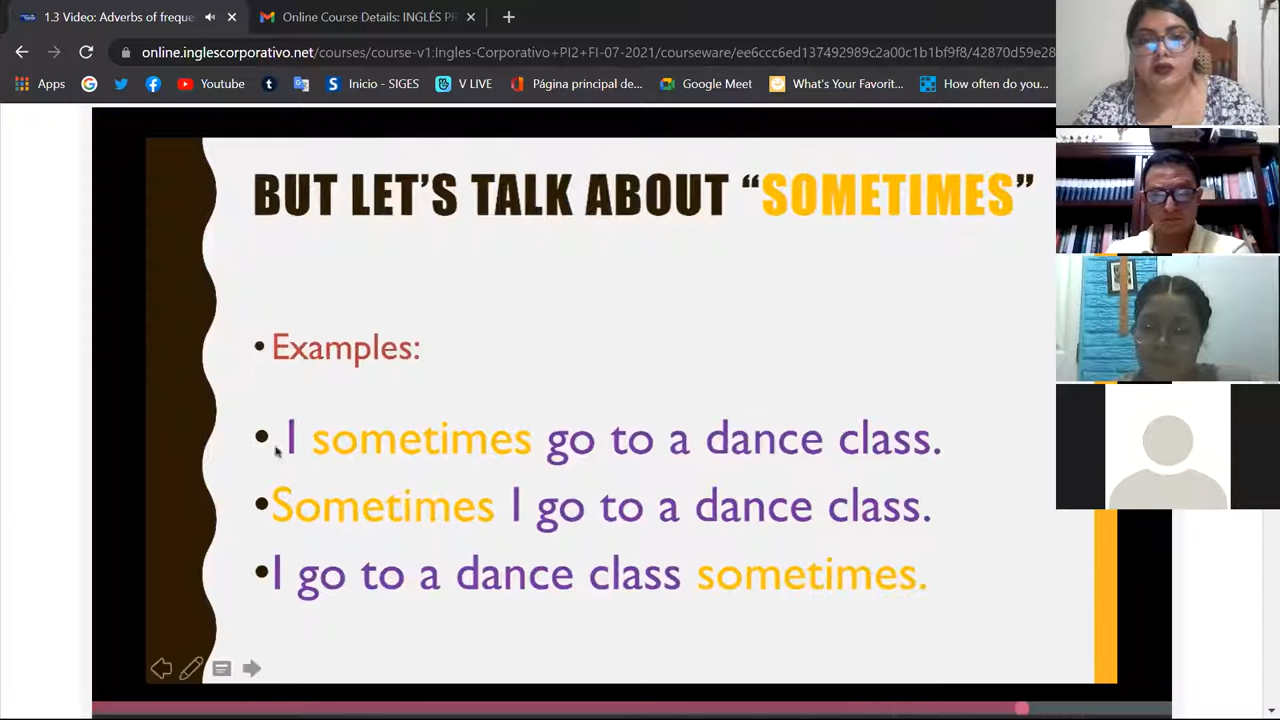 1.3 Video: Adverbs of freque
Online Course Details: INGLÉS PR
online.inglescorporativo.net/courses/course-v1:Ingles-Corporativo+PI2+FI-07-2021/courseware/ee6ccc6ed137492989c2a00c1b1bf9f8/42870d59e28
Apps Youtube Inicio - SIGES VJ LIVE Página principal de... Google Meet What's Your Favorit... How often do you...
BUT LET'S TALK ABOUT “SOMETIMES”
• Examples:
• .I sometimes go to a dance class.
•Sometimes I go to a dance class.
•I go to a dance class sometimes.